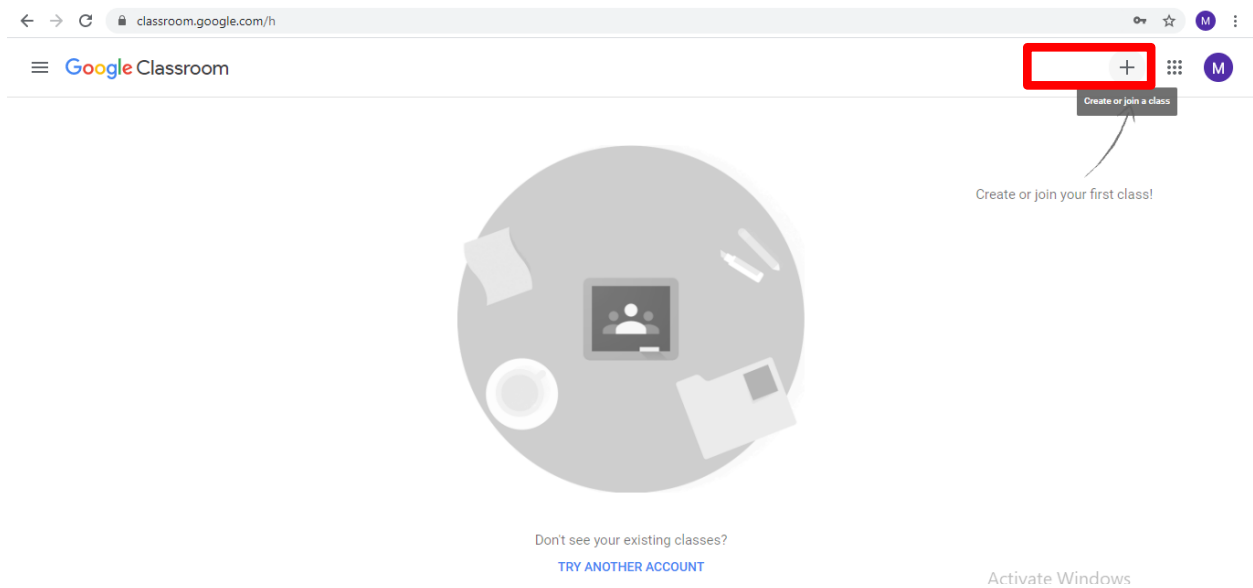 classroom.google.com/h
M
Google Classroom
M
Create or join a class
Create or join your first class!
Don't see your existing classes?
TRY ANOTHER ACCOUNT
Activate Windows